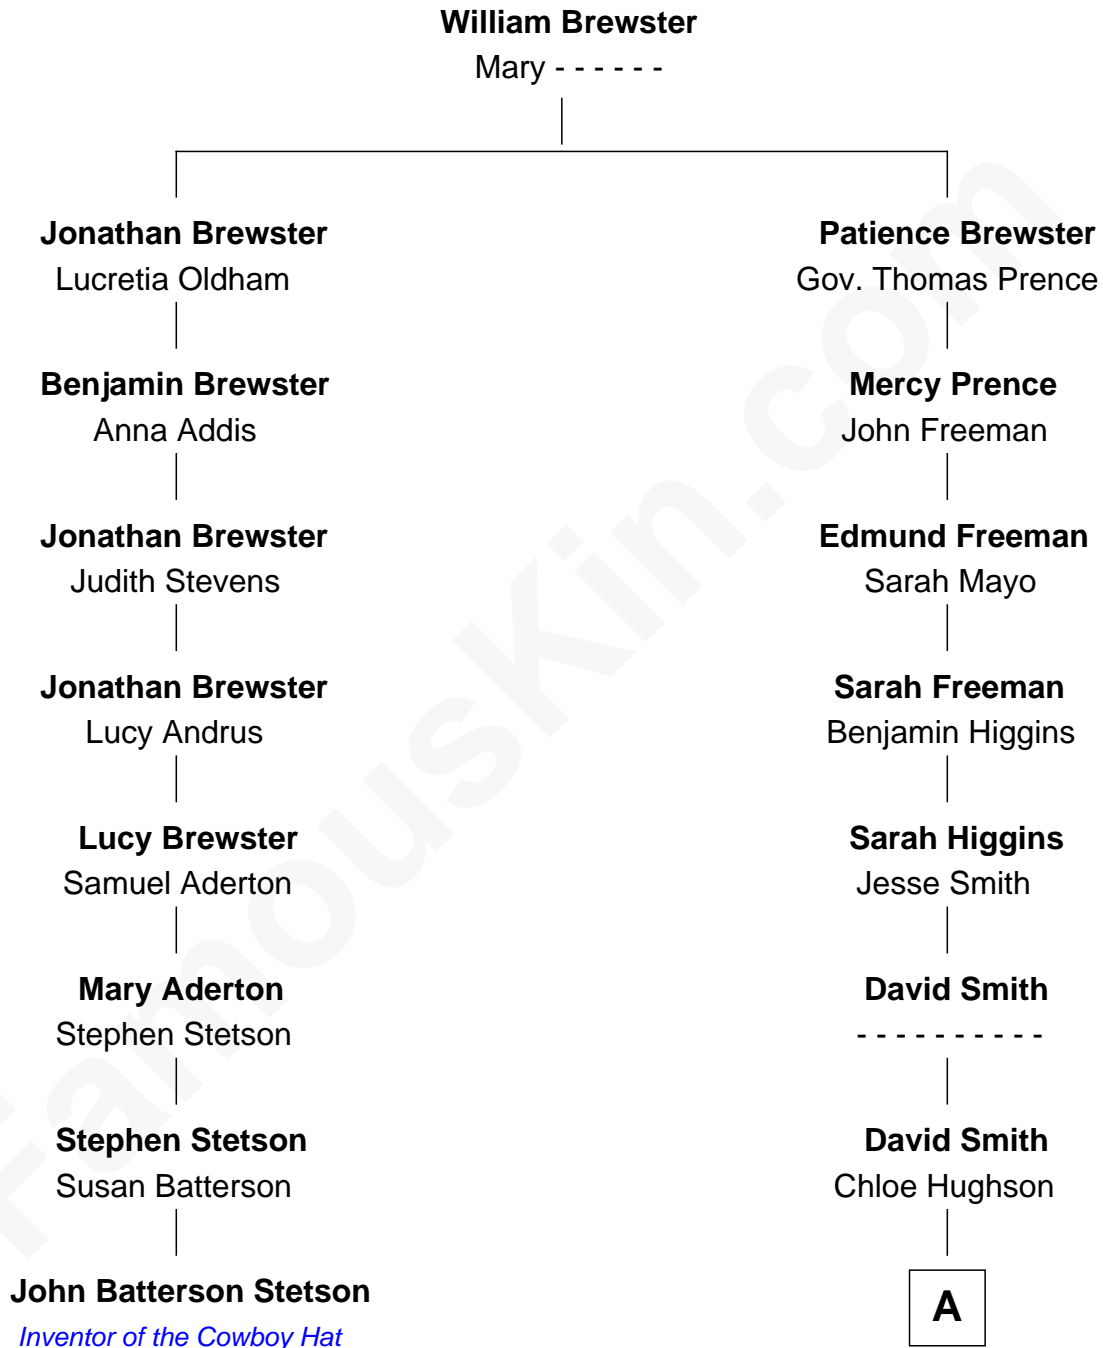 William Brewster
Mary - - - - - -
Jonathan Brewster
Lucretia Oldham
Patience Brewster
Gov. Thomas Prence
Benjamin Brewster
Anna Addis
Mercy Prence
John Freeman
Jonathan Brewster
Judith Stevens
Edmund Freeman
Sarah Mayo
Jonathan Brewster
Lucy Andrus
Sarah Freeman
Benjamin Higgins
Lucy Brewster
Samuel Aderton
Sarah Higgins
Jesse Smith
Mary Aderton
Stephen Stetson
David Smith
- - - - - - - - - -
Stephen Stetson
Susan Batterson
David Smith
Chloe Hughson
John Batterson Stetson
Inventor of the Cowboy Hat
A
FamousKin.com